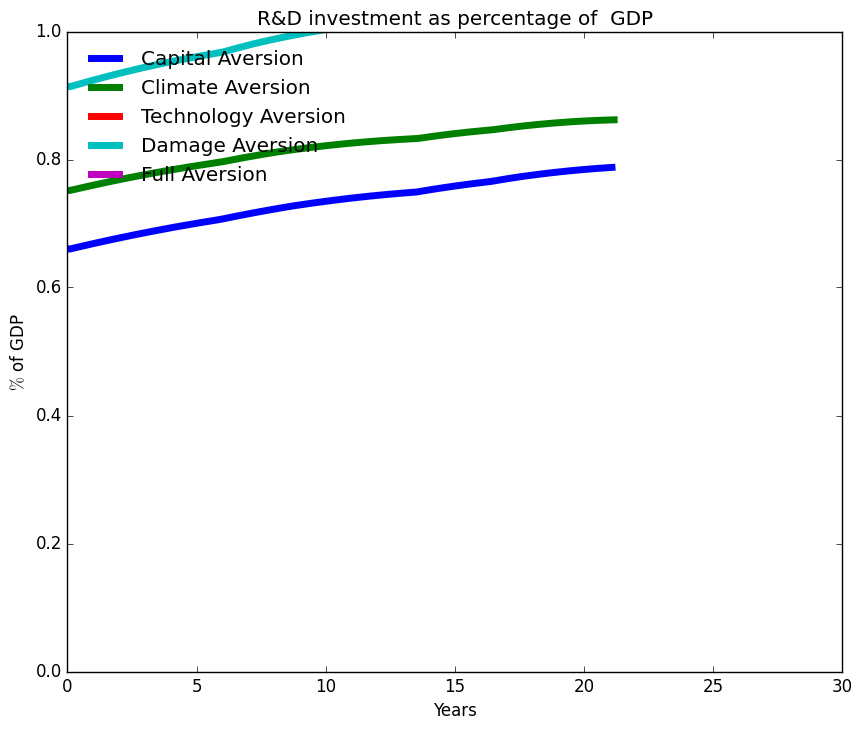 R&D investment as percentage of  GDP
1.0
Capital Aversion
Climate Aversion
Technology Aversion
Damage Aversion
Full Aversion
0.8
0.6
0.4
0.2
0.0
% of GDP
0 5 10 15 20 25 30
Years